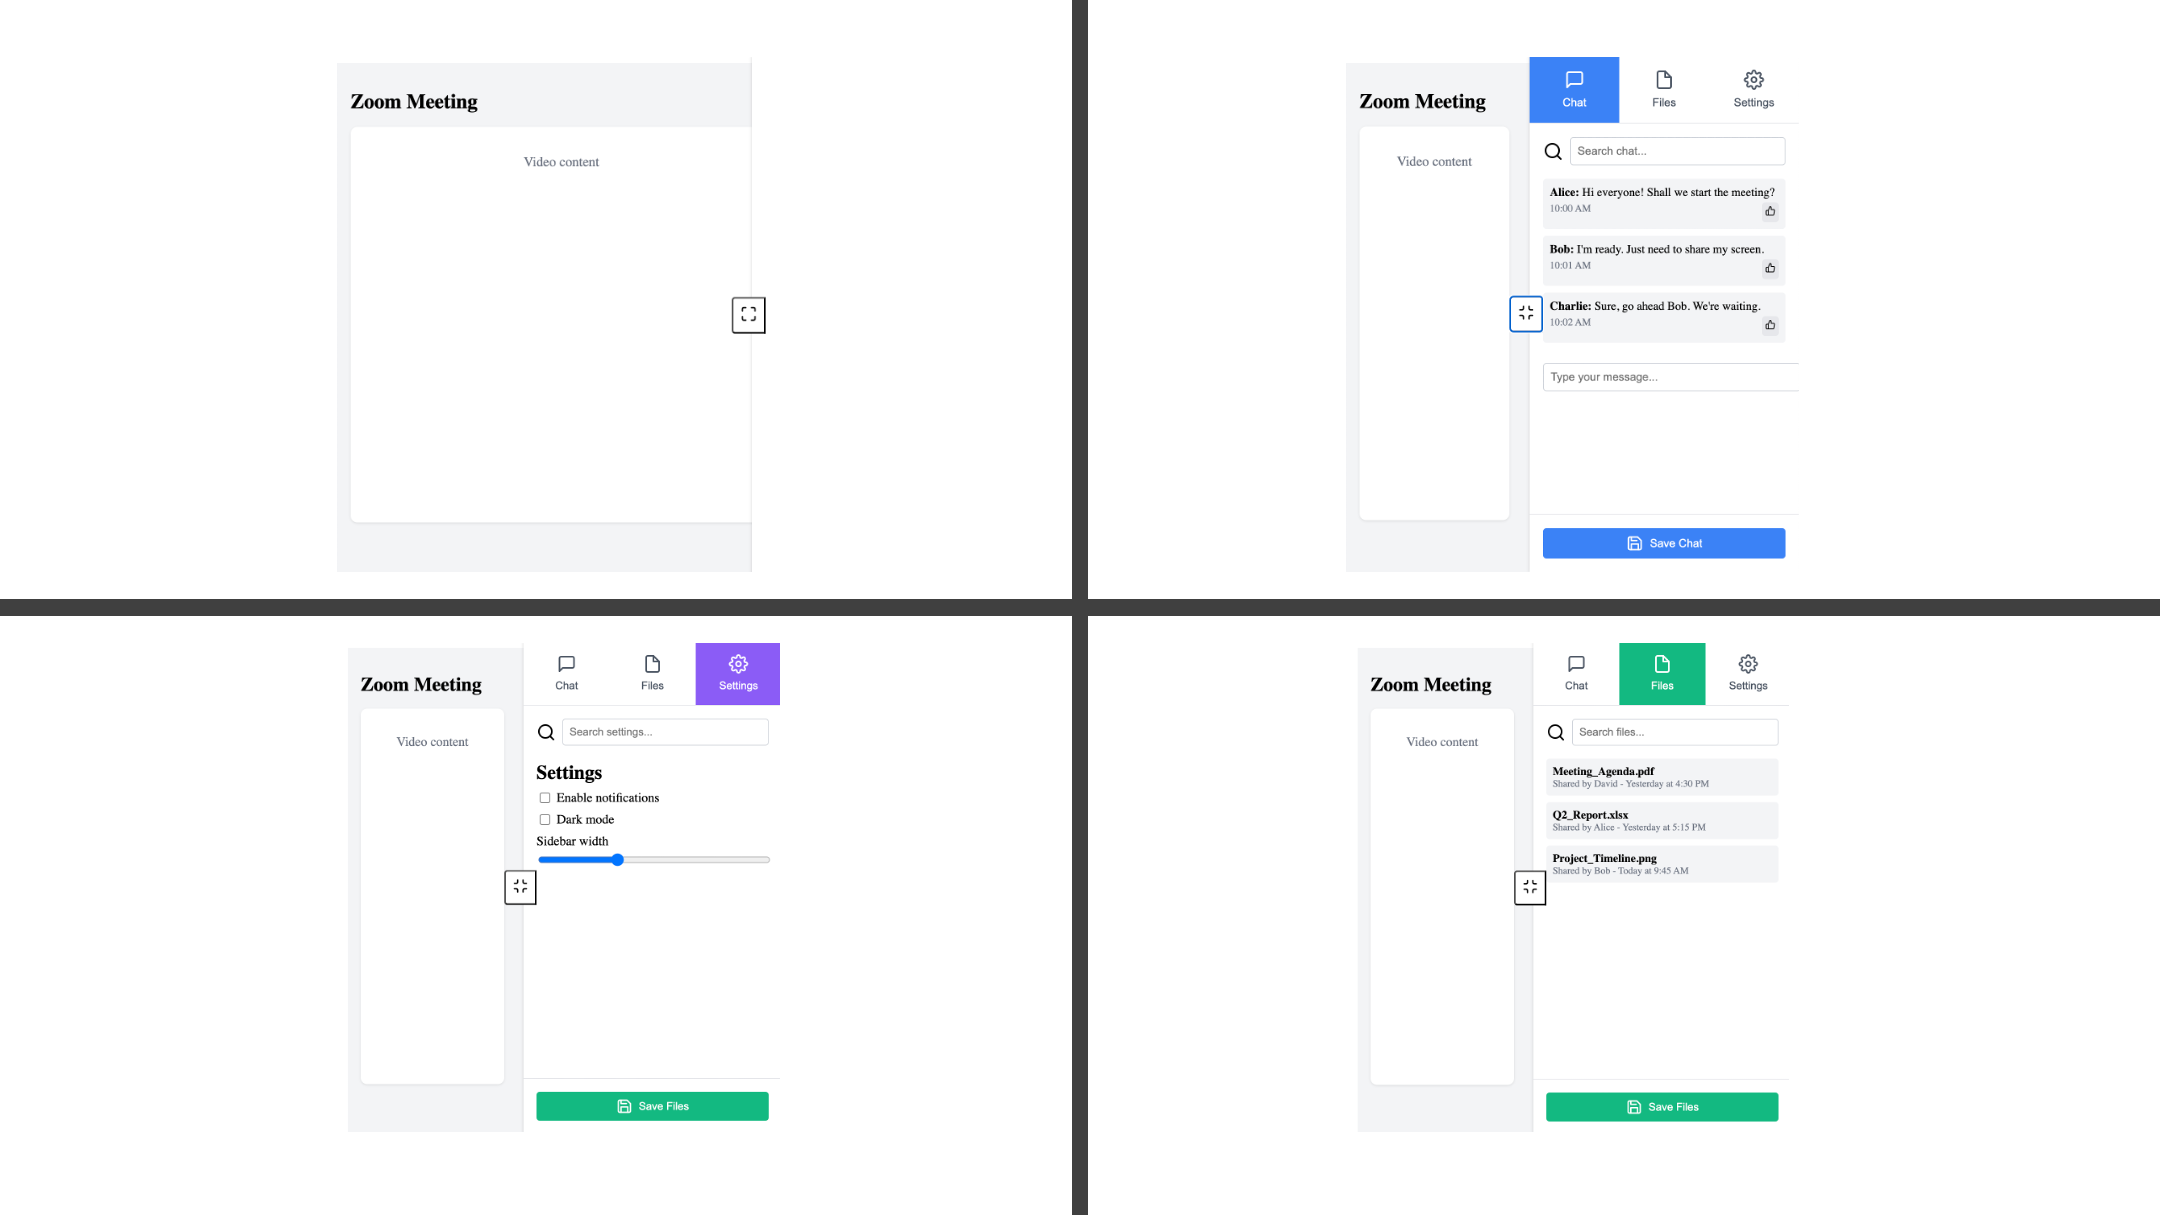 Zoom Meeting
Video content
Zoom Meeting
Video content
Chat
Files
Settings
Search chat...
Alice: Hi everyone! Shall we start the meeting?
10:00 AM
Bob: I'm ready. Just need to share my screen.
10:01 AM
Charlie: Sure, go ahead Bob. We're waiting.
10:02 AM
Type your message...
Save Chat
Zoom Meeting
Video content
Chat
Files
Settings
Search settings...
Settings
Enable notifications
Dark mode
Sidebar width
Save Files
Zoom Meeting
Video content
Chat
Files
Settings
Search files...
Meeting_Agenda.pdf
Shared by David - Yesterday at 4:30 PM
Q2_Report.xlsx
Shared by Alice - Yesterday at 5:15 PM
Project_Timeline.png
Shared by Bob - Today at 9:45 AM
Save Files